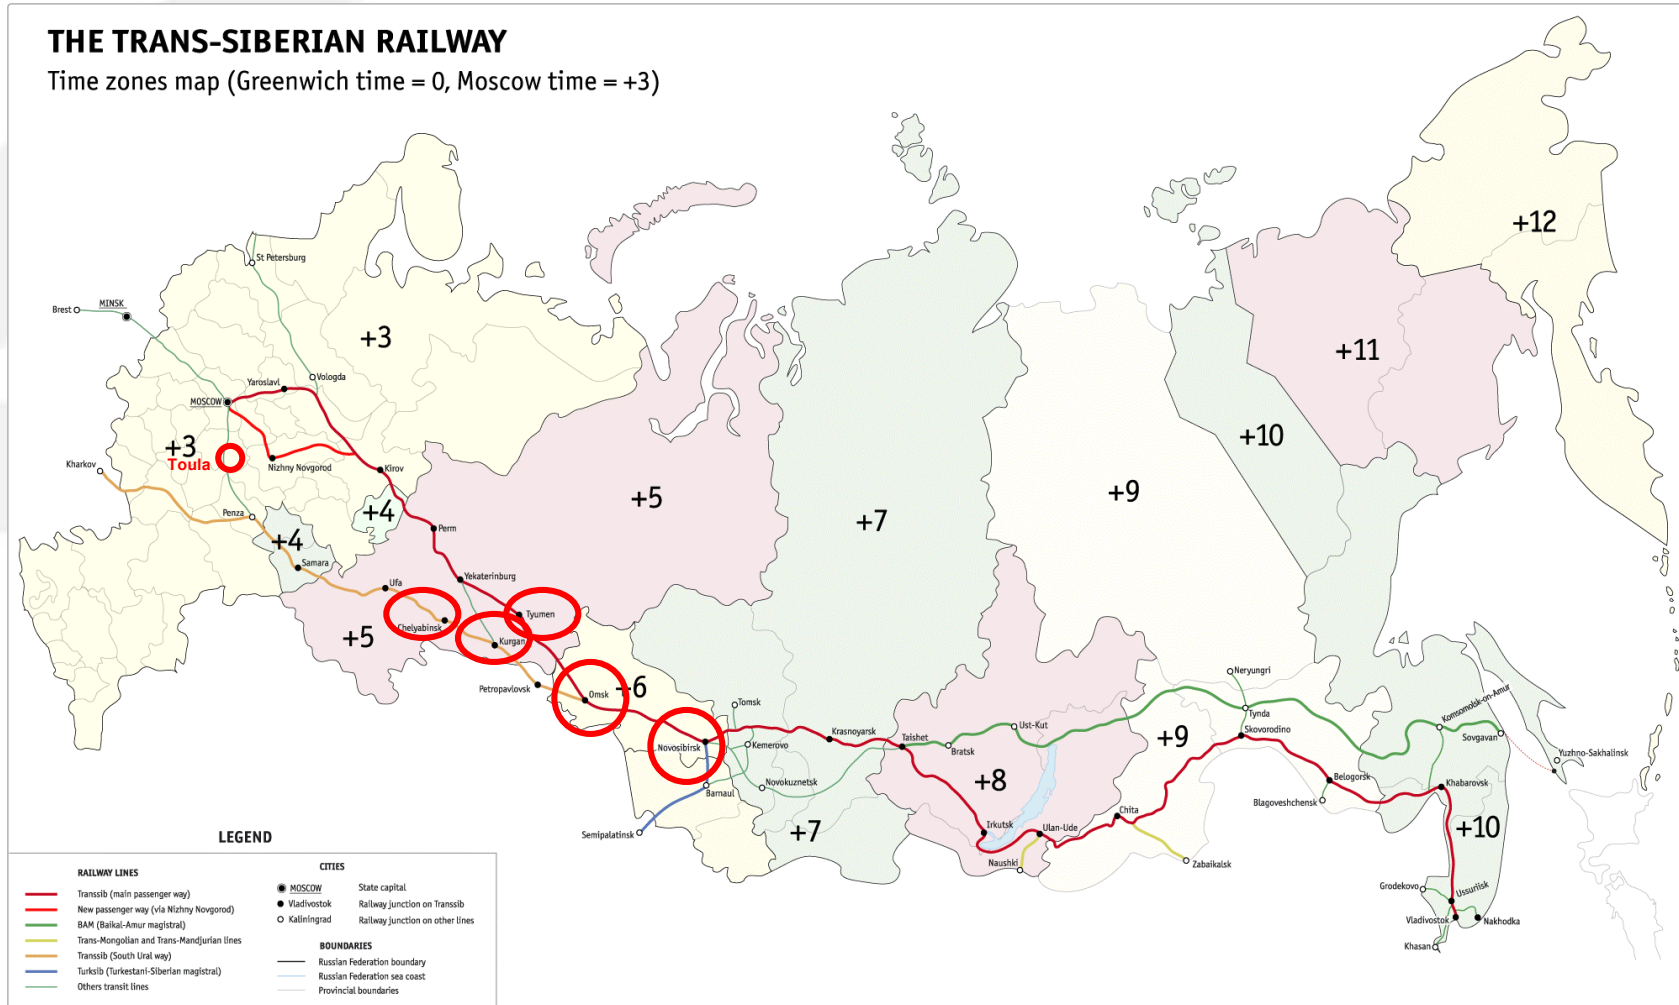 THE TRANS-SIBERIAN RAILWAY
Time zones map (Greenwich time = 0, Moscow time = +3)
+12
St Petersburg
Brest
MINSK
+3
+11
Vologda
Yaroslavl
MOSCOW
+10
+3
Toula
Kharkov
Nizhny Novgorod
Kirov
+5
+9
+7
+4
Penza
Perm
+4
Samara
Ufa
Yekaterinburg
Tyumen
Chelyabinsk
+5
Kurgan
Petropavlovsk
Omsk
+6
Neryungri
Tomsk
Ust-Kut
Tynda
Komsomolsk-on-Amur
Novosibirsk
Kemerovo
Krasnoyarsk
Taishet
Bratsk
+9
Skovorodino
Sovgavan
Yuzhno-Sakhalinsk
Novokuznetsk
Barnaul
+8
Belogorsk
Khabarovsk
Blagoveshchensk
Semipalatinsk
+7
Irkutsk
Ulan-Ude
Chita
+10
Naushki
Zabaikalsk
Grodekovo
Ussuriisk
Vladivostok
Nakhodka
Khasan
LEGEND
RAILWAY LINES
Transsib (main passenger way)
New passenger way (via Nizhny Novgorod)
BAM (Baikal-Amur magistral)
Trans-Mongolian and Trans-Mandjurian lines
Transsib (South Ural way)
Turksib (Turkestani-Siberian magistral)
Others transit lines
CITIES
MOSCOW State capital
Vladivostok Railway junction on Transsib
Kaliningrad Railway junction on other lines
BOUNDARIES
Russian Federation boundary
Russian Federation sea coast
Provincial boundaries